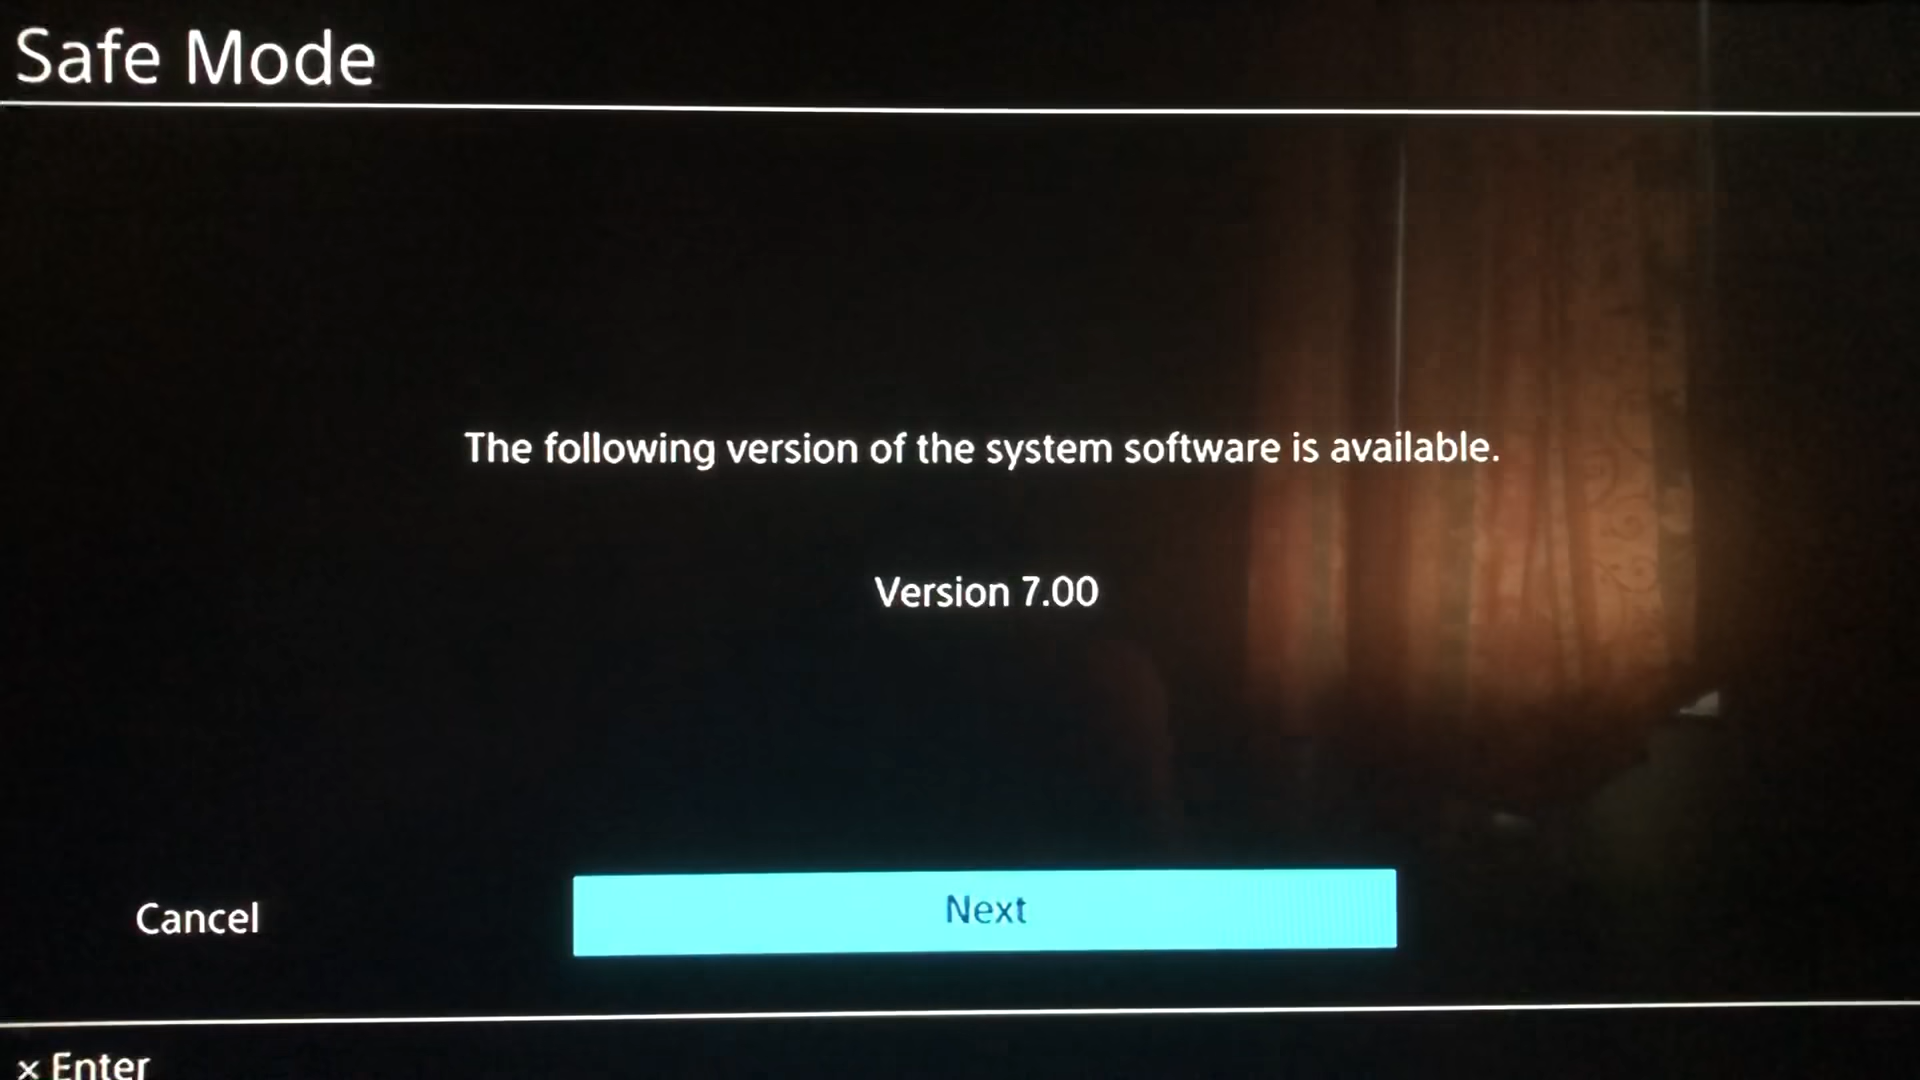 Safe Mode
The following version of the system software is available.
Version 7.00
Cancel
Next
× Enter